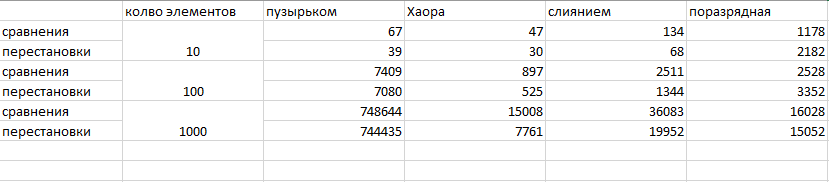 колво элементов пузырьком Хаора слиянием поразрядная
сравнения 67 47 134 1178
перестановки 10 39 30 68 2182
сравнения 7409 897 2511 2528
перестановки 100 7080 525 1344 3352
сравнения 748644 15008 36083 16028
перестановки 1000 744435 7761 19952 15052